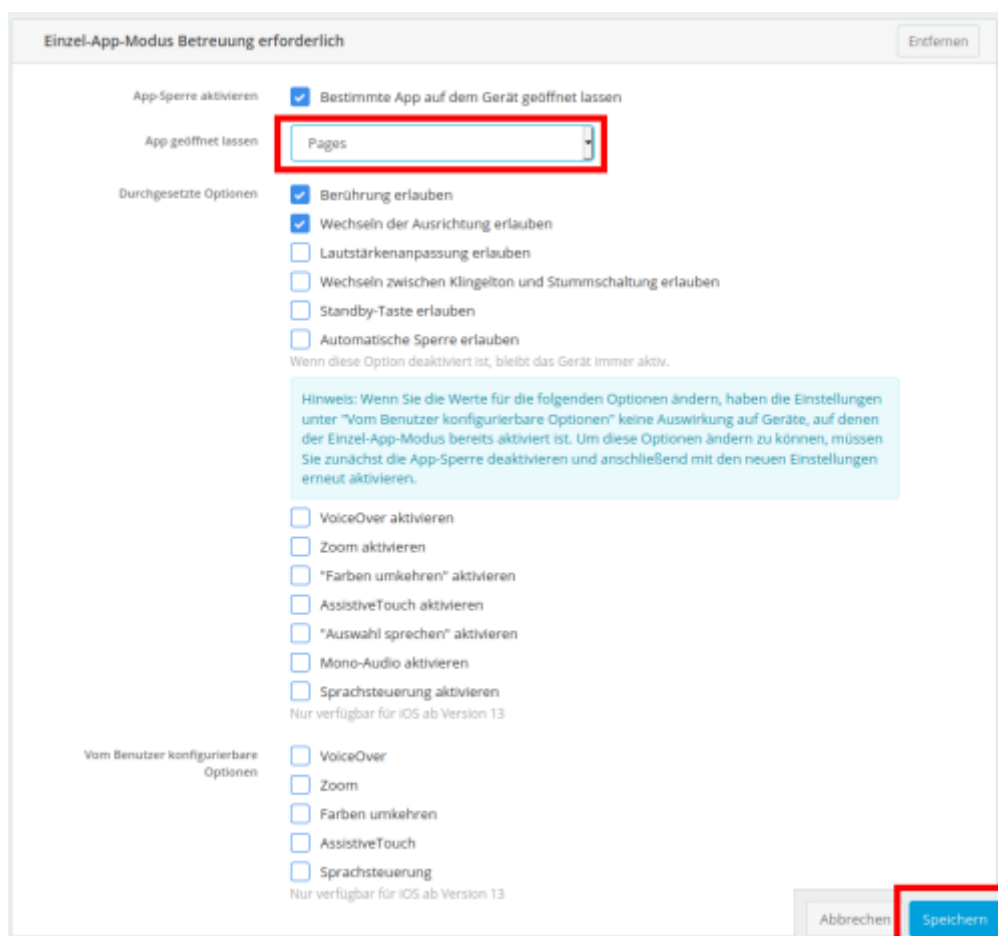 Einzel-App-Modus Betreuung erforderlich
Entfernen
App-Sperre aktivieren
Bestimmte App auf dem Gerät geöffnet lassen
App geöffnet lassen
Pages
Durchgesetzte Optionen
Berührung erlauben
Wechseln der Ausrichtung erlauben
Lautstärkenanpassung erlauben
Wechseln zwischen Klingelton und Stummschaltung erlauben
Standby-Taste erlauben
Automatische Sperre erlauben
Wenn diese Option deaktiviert ist, bleibt das Gerät immer aktiv.
Hinweis: Wenn Sie die Werte für die folgenden Optionen ändern, haben die Einstellungen
unter "Vom Benutzer konfigurierbare Optionen" keine Auswirkung auf Geräte, auf denen
der Einzel-App-Modus bereits aktiviert ist. Um diese Optionen ändern zu können, müssen
Sie zunächst die App-Sperre deaktivieren und anschließend mit den neuen Einstellungen
erneut aktivieren.
VoiceOver aktivieren
Zoom aktivieren
"Farben umkehren" aktivieren
AssistiveTouch aktivieren
"Auswahl sprechen" aktivieren
Mono-Audio aktivieren
Sprachsteuerung aktivieren
Nur verfügbar für iOS ab Version 13
Vom Benutzer konfigurierbare
Optionen
VoiceOver
Zoom
Farben umkehren
AssistiveTouch
Sprachsteuerung
Nur verfügbar für iOS ab Version 13
Abbrechen
Speichern